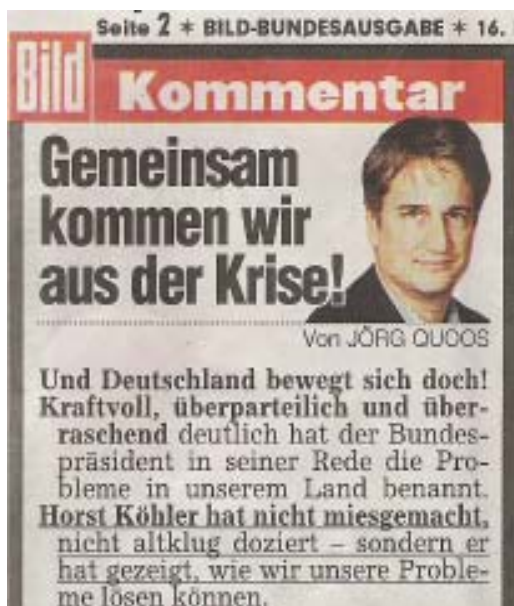 Seite 2 * BILD-BUNDESAUSGABE * 16.
Bild
Kommentar
Gemeinsam
kommen wir
aus der Krise!
Von JÖRG QUOOS
Und Deutschland bewegt sich doch!
Kraftvoll, überparteilich und über-
raschend deutlich hat der Bundes-
präsident in seiner Rede die Pro-
bleme in unserem Land benannt.
Horst Köhler hat nicht miesgemacht,
nicht altklug doziert – sondern er
hat gezeigt, wie wir unsere Proble-
me lösen können.